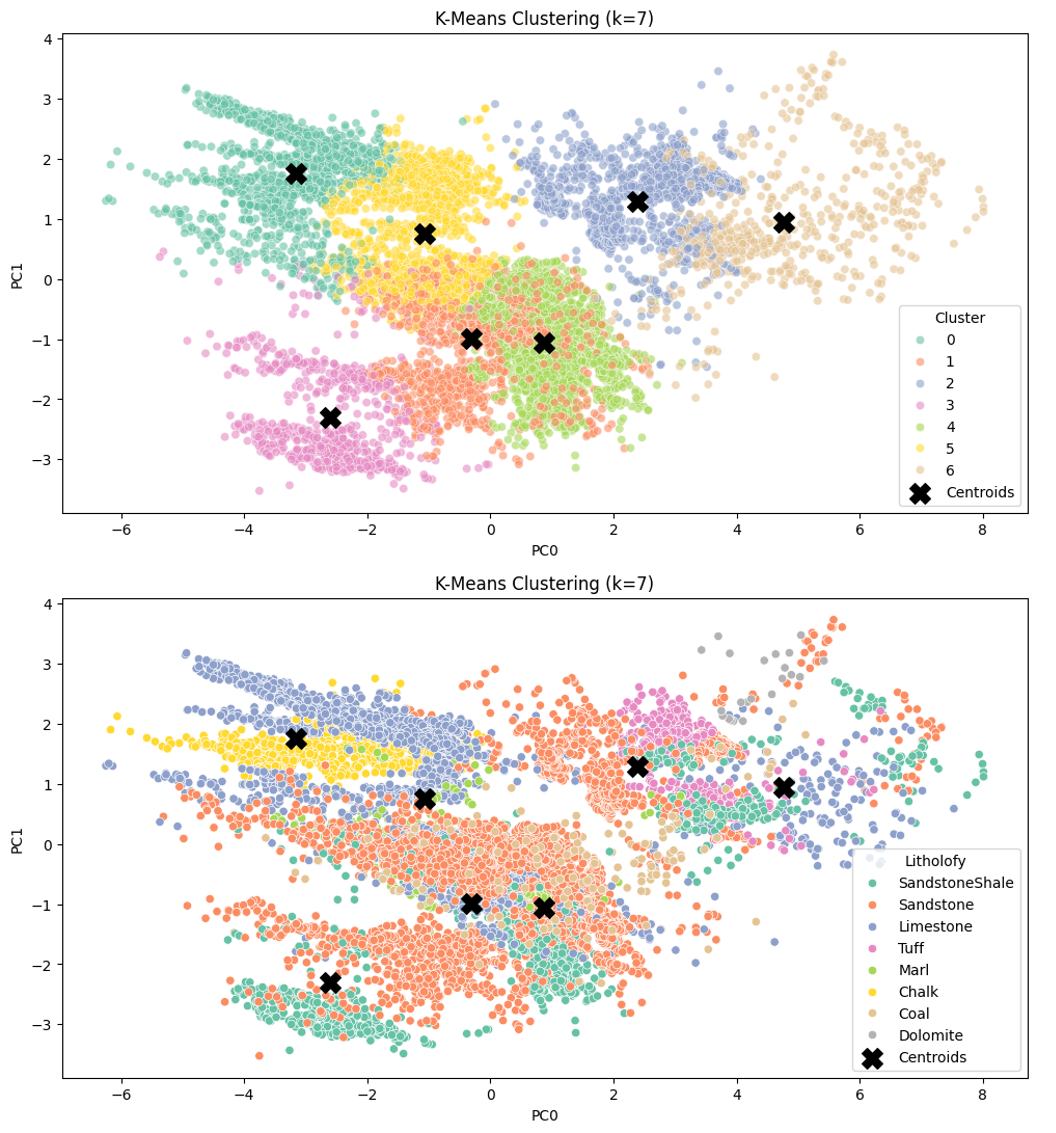 K-Means Clustering (k=7)
4
3
2
1
0
−1
−2
−3
PC1
−6
−4
−2
0
2
4
6
8
PC0
Cluster
0
1
2
3
4
5
6
Centroids
K-Means Clustering (k=7)
4
3
2
1
0
−1
−2
−3
PC1
−6
−4
−2
0
2
4
6
8
PC0
Litholofy
SandstoneShale
Sandstone
Limestone
Tuff
Marl
Chalk
Coal
Dolomite
Centroids